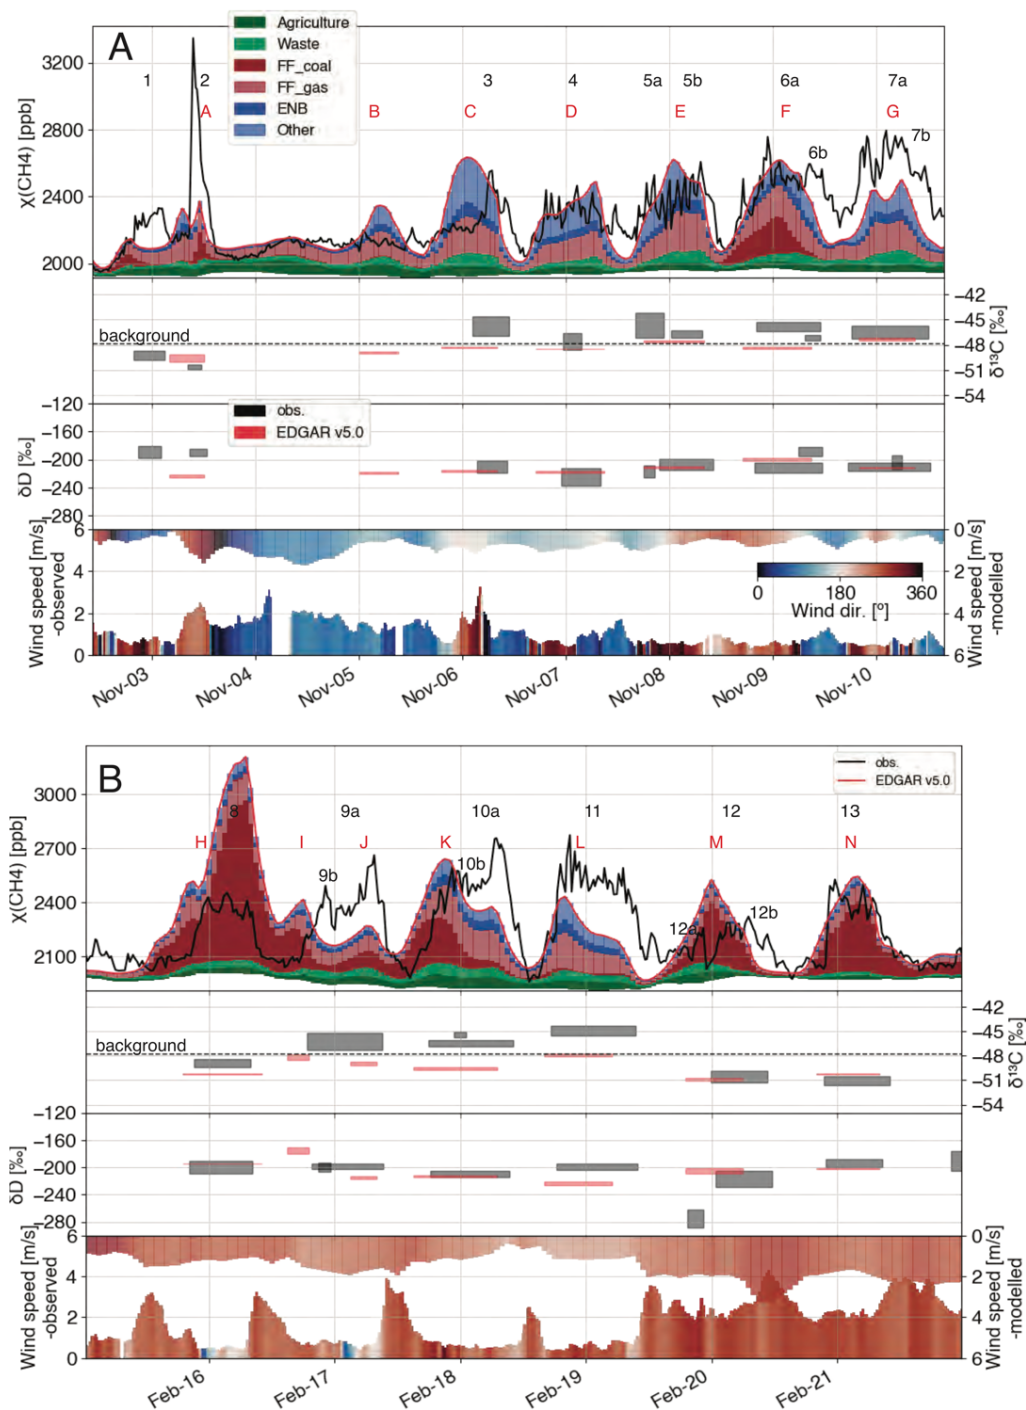 A
Agriculture
Waste
FF_coal
FF_gas
ENB
Other
χ(CH4) [ppb]
3200
2800
2400
2000
1
2
3
4
5a
5b
6a
7a
A
B
C
D
E
F
G
6b
7b
background
−42
−45
−48
−51
−54
δ¹³C [‰]
obs.
EDGAR v5.0
−120
−160
−200
−240
−280
δD [‰]
6
4
2
0
Wind speed [m/s]
-observed
0
2
4
6
Wind speed [m/s]
-modelled
0
180
360
Wind dir. [º]
Nov-03
Nov-04
Nov-05
Nov-06
Nov-07
Nov-08
Nov-09
Nov-10
B
obs.
EDGAR v5.0
χ(CH4) [ppb]
3000
2700
2400
2100
8
9a
10a
11
12
13
H
I
J
K
L
M
N
9b
10b
12a
12b
background
−42
−45
−48
−51
−54
δ¹³C [‰]
−120
−160
−200
−240
−280
δD [‰]
6
4
2
0
Wind speed [m/s]
-observed
0
2
4
6
Wind speed [m/s]
-modelled
Feb-16
Feb-17
Feb-18
Feb-19
Feb-20
Feb-21